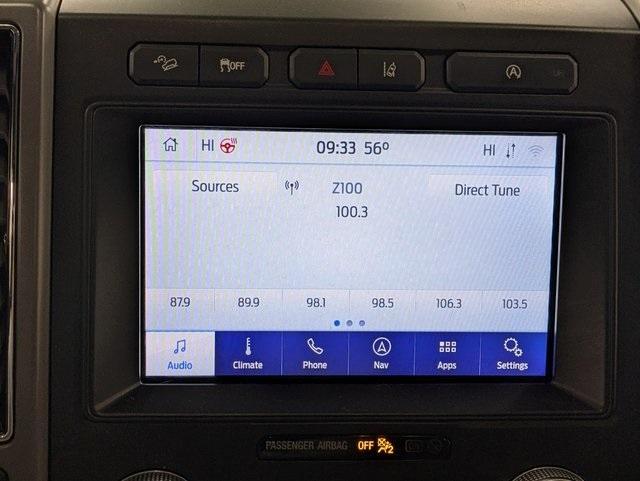 OFF
HI 09:33 56° HI
Sources Z100 Direct Tune
100.3
87.9 89.9 98.1 98.5 106.3 103.5
Audio Climate Phone Nav Apps Settings
PASSENGER AIRBAG OFF 2